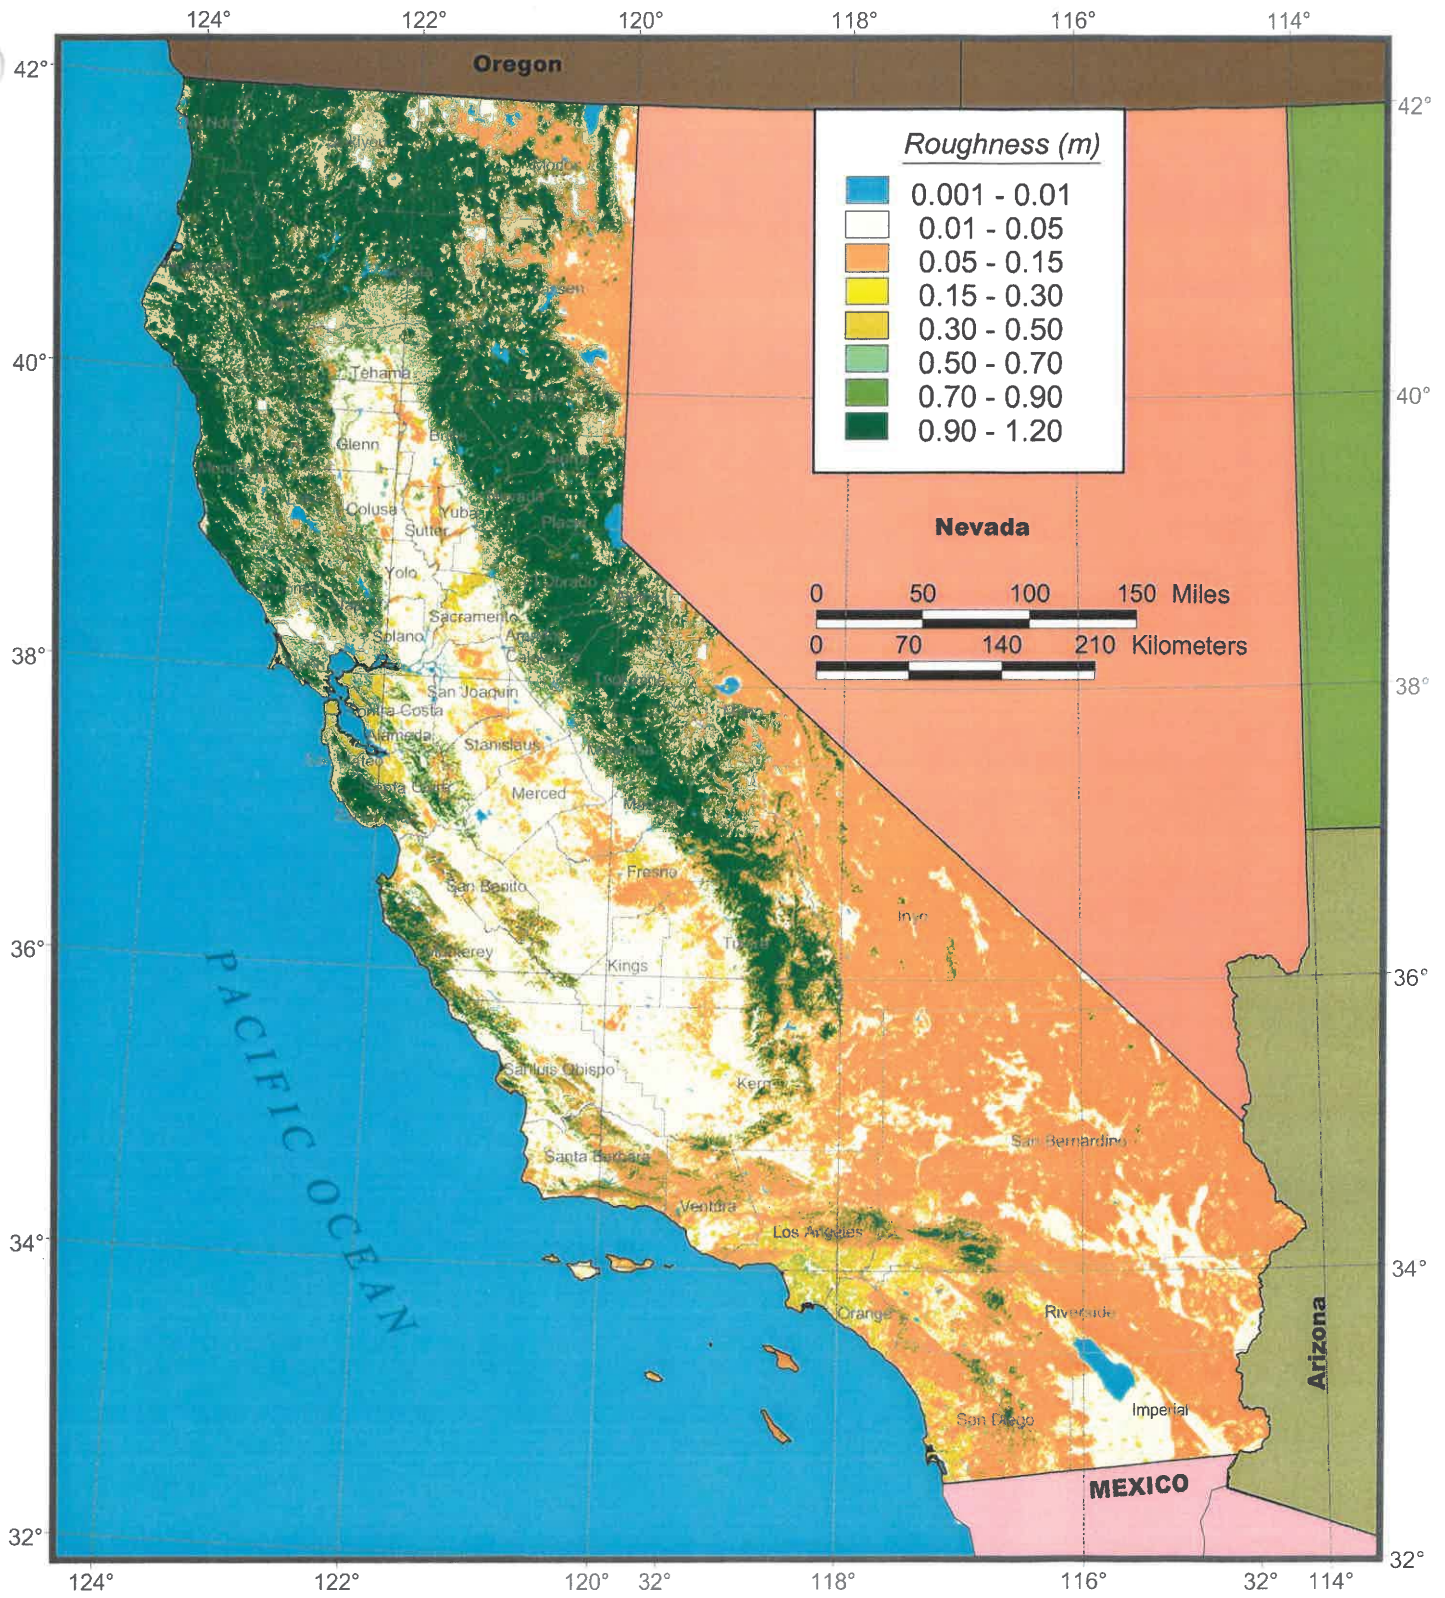 124° 122° 120° 118° 116° 114°
42°
Oregon
42°
Roughness (m)
0.001 - 0.01
0.01 - 0.05
0.05 - 0.15
0.15 - 0.30
0.30 - 0.50
0.50 - 0.70
0.70 - 0.90
0.90 - 1.20
40°
40°
Tehama
Glenn
Colusa
Yuba
Sutter
Placer
Nevada
Yolo
0 50 100 150 Miles
0 70 140 210 Kilometers
Sacramento
Solano
38°
38°
San Joaquin
Contra Costa
Alameda
Stanislaus
Santa Clara
Merced
Fresno
San Benito
Inyo
Monterey
Tulare
36°
Kings
36°
PACIFIC OCEAN
San Luis Obispo
Kern
San Bernardino
Santa Barbara
Ventura
Los Angeles
34°
34°
Orange
Riverside
Arizona
San Diego
Imperial
MEXICO
32°
32°
124° 122° 120° 32° 118° 116° 32° 114°